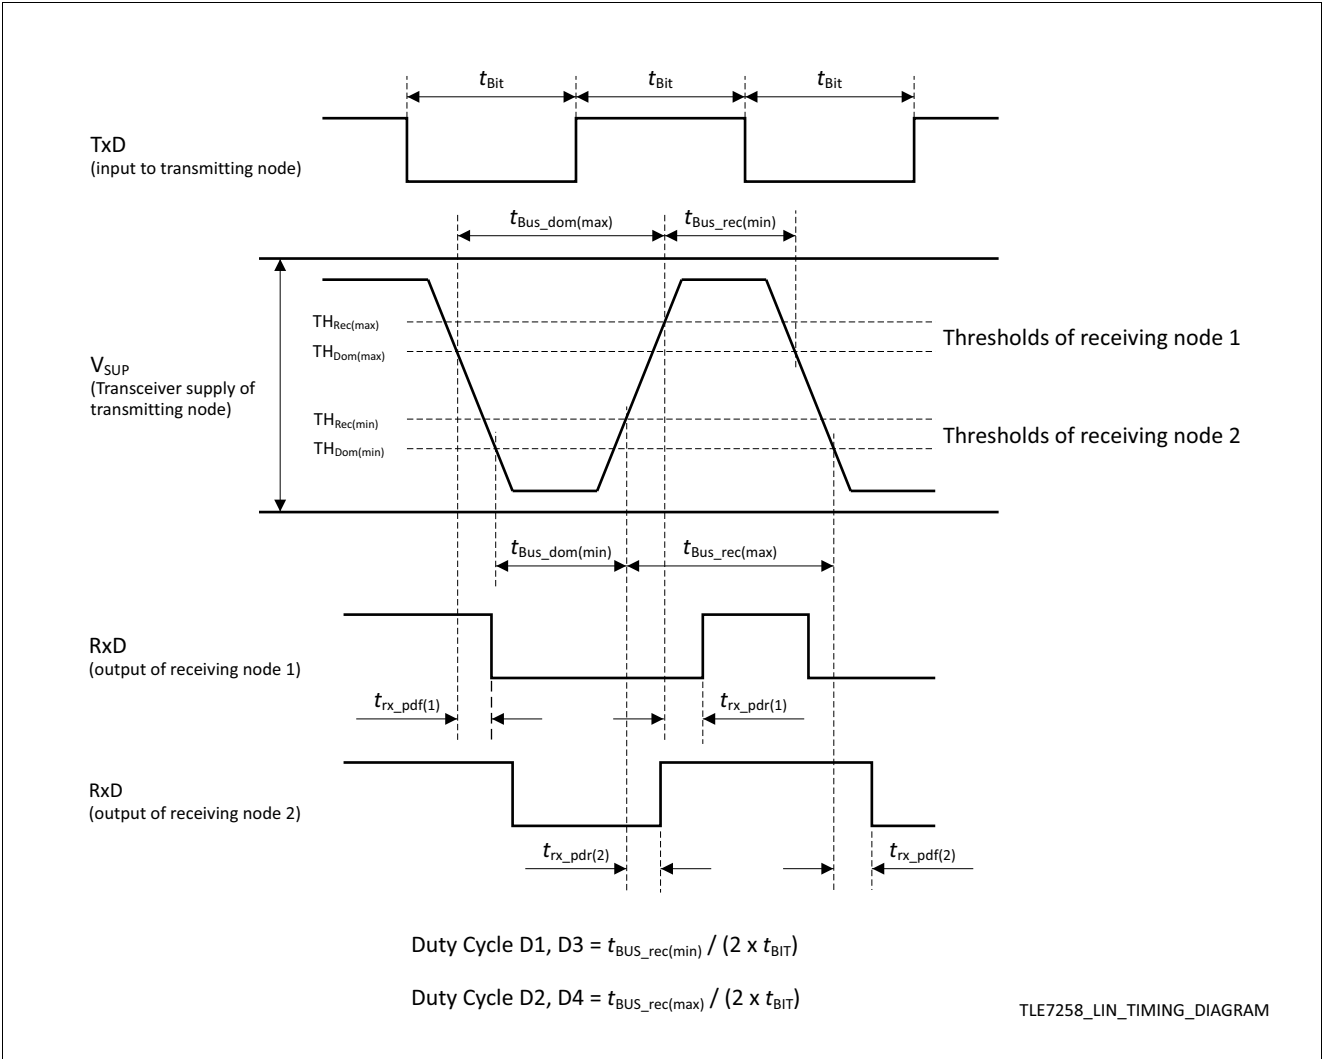 tBit
tBit
tBit
TxD
(input to transmitting node)
tBus_dom(max)
tBus_rec(min)
THRec(max)
THDom(max)
Thresholds of receiving node 1
VSUP
(Transceiver supply of
transmitting node)
THRec(min)
THDom(min)
Thresholds of receiving node 2
tBus_dom(min)
tBus_rec(max)
RxD
(output of receiving node 1)
trx_pdf(1)
trx_pdr(1)
RxD
(output of receiving node 2)
trx_pdr(2)
trx_pdf(2)
Duty Cycle D1, D3 = tBUS_rec(min) / (2 x tBIT)
Duty Cycle D2, D4 = tBUS_rec(max) / (2 x tBIT)
TLE7258_LIN_TIMING_DIAGRAM